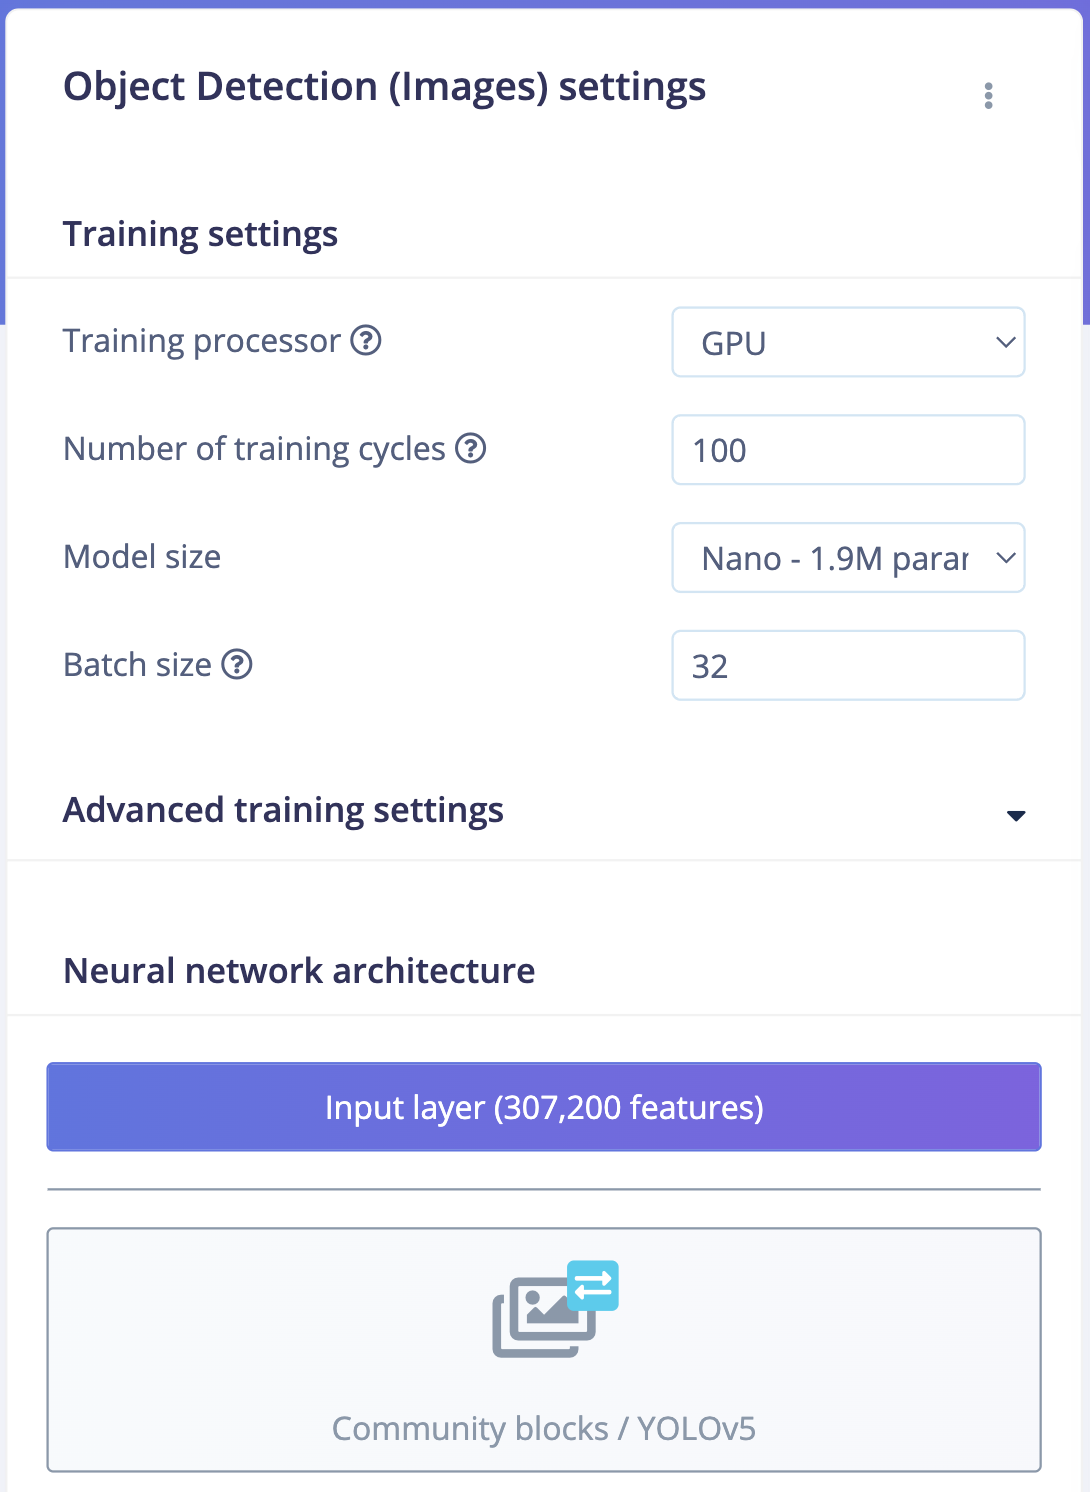 Object Detection (Images) settings
Training settings
Training processor
GPU
Number of training cycles
100
Model size
Nano - 1.9M
Batch size
32
Advanced training settings
Neural network architecture
Input layer (307,200 features)
Community blocks / YOLOv5